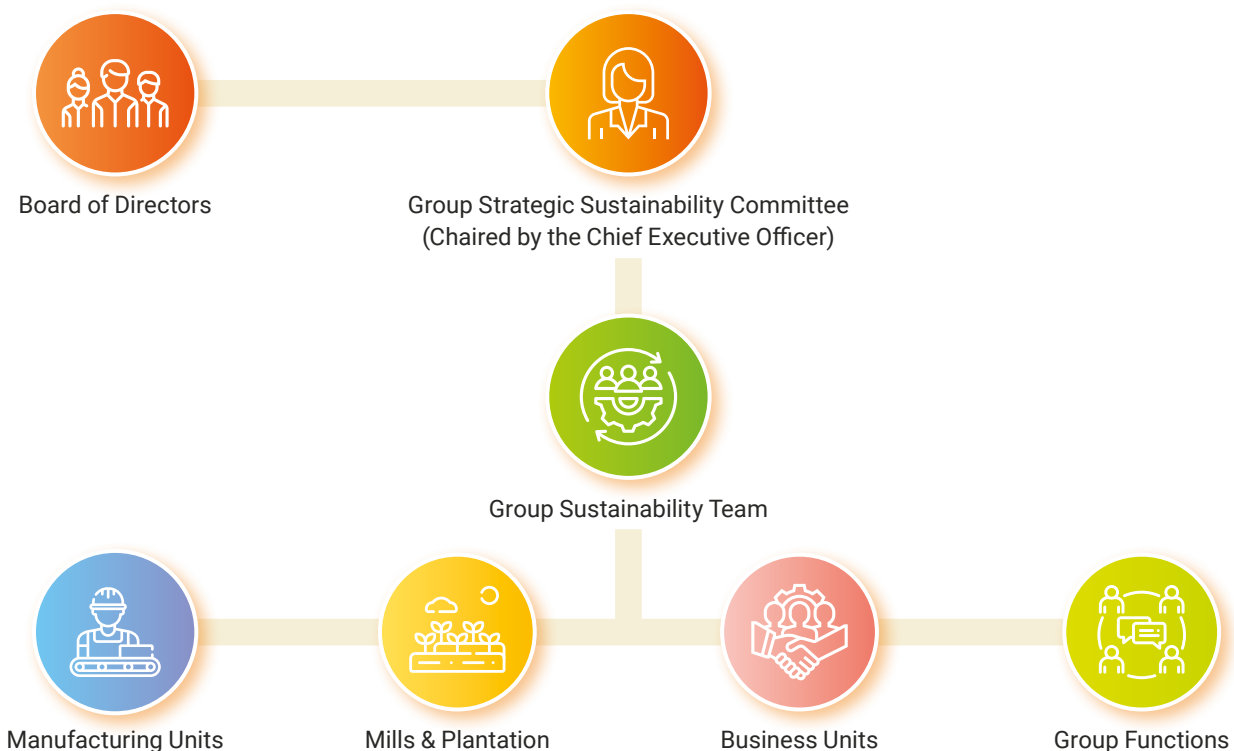 Board of Directors
Group Strategic Sustainability Committee
(Chaired by the Chief Executive Officer)
Group Sustainability Team
Manufacturing Units
Mills & Plantation
Business Units
Group Functions